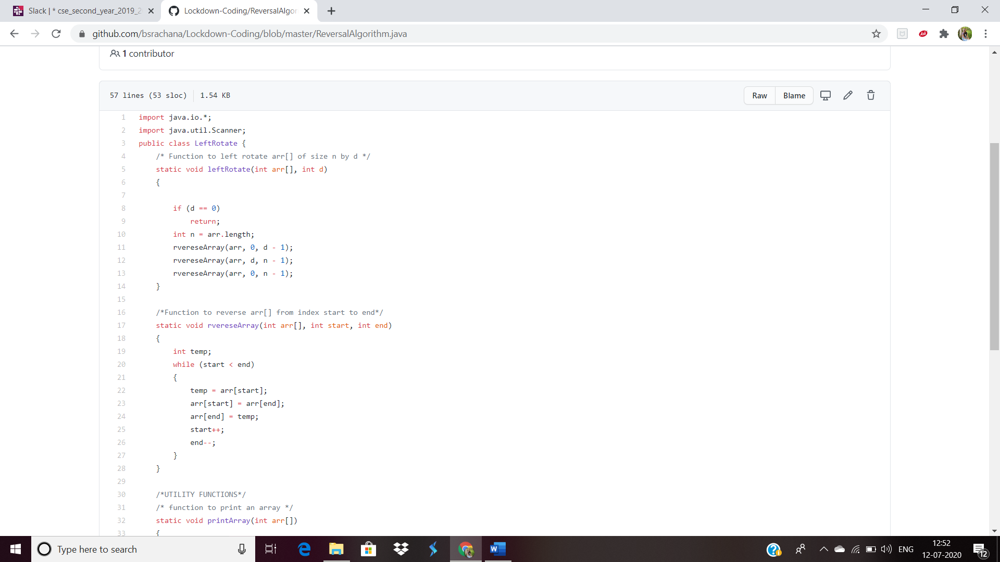 Slack | * cse_second_year_2019_2
Lockdown-Coding/ReversalAlgor
github.com/bsrachana/Lockdown-Coding/blob/master/ReversalAlgorithm.java
Ask
1 contributor
57 lines (53 sloc) 1.54 KB
Raw Blame
1 import java.io.*;
2 import java.util.Scanner;
3 public class LeftRotate {
4 /* Function to left rotate arr[] of size n by d */
5 static void leftRotate(int arr[], int d)
6 {
7
8 if (d == 0)
9 return;
10 int n = arr.length;
11 rvereseArray(arr, 0, d - 1);
12 rvereseArray(arr, d, n - 1);
13 rvereseArray(arr, 0, n - 1);
14 }
15
16 /*Function to reverse arr[] from index start to end*/
17 static void rvereseArray(int arr[], int start, int end)
18 {
19 int temp;
20 while (start < end)
21 {
22 temp = arr[start];
23 arr[start] = arr[end];
24 arr[end] = temp;
25 start++;
26 end--;
27 }
28 }
29
30 /*UTILITY FUNCTIONS*/
31 /* function to print an array */
32 static void printArray(int arr[])
33 {
Type here to search
W
ENG
12:52
12-07-2020
12